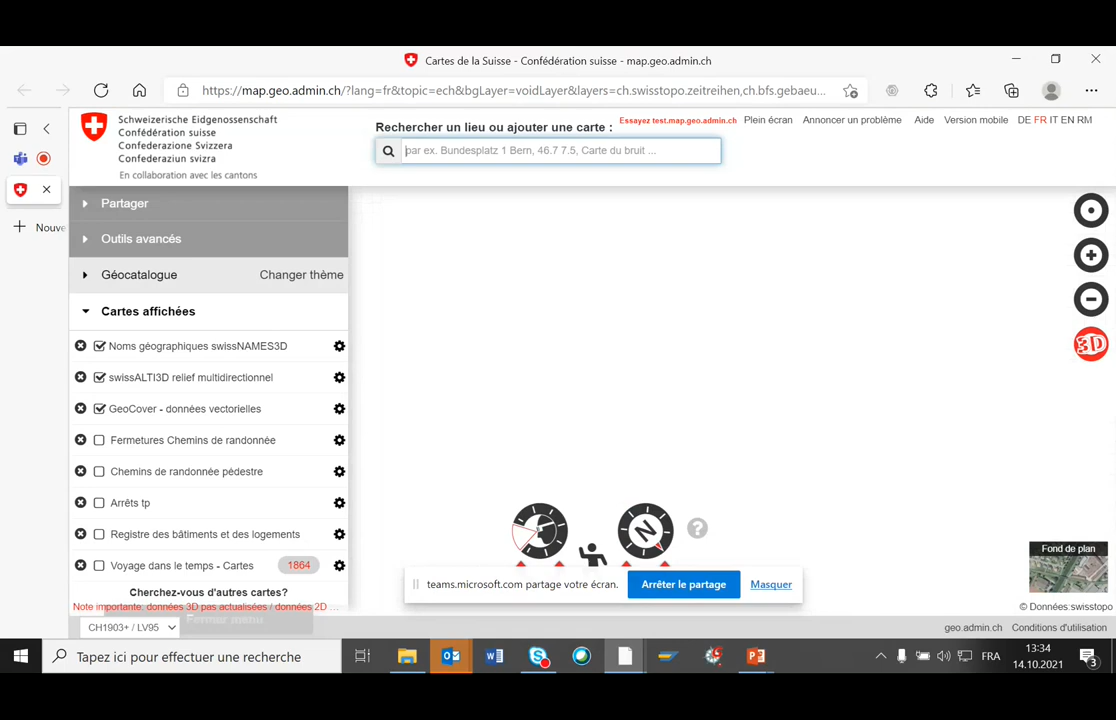 Cartes de la Suisse - Confédération suisse - map.geo.admin.ch
https://map.geo.admin.ch/?lang=fr&topic=ech&bgLayer=voidLayer&layers=ch.swisstopo.zeitreihen,ch.bfs.gebaeu...
Schweizerische Eidgenossenschaft
Confédération suisse
Confederazione Svizzera
Confederaziun svizra
En collaboration avec les cantons
Rechercher un lieu ou ajouter une carte :
Essayez test.map.geo.admin.ch Plein écran Annoncer un problème Aide Version mobile DE FR IT EN RM
par ex. Bundesplatz 1 Bern, 46.7 7.5, Carte du bruit ...
Nouve
Partager
Outils avancés
Géocatalogue Changer thème
Cartes affichées
Noms géographiques swissNAMES3D
swissALTI3D relief multidirectionnel
GeoCover - données vectorielles
Fermetures Chemins de randonnée
Chemins de randonnée pédestre
Arrêts tp
Registre des bâtiments et des logements
Voyage dans le temps - Cartes 1864
Cherchez-vous d'autres cartes?
Note importante: données 3D pas actualisées / données 2D ...
Fermer menu
CH1903+ / LV95
3D
N
?
teams.microsoft.com partage votre écran. Arrêter le partage Masquer
Fond de plan
© Données:swisstopo
geo.admin.ch Conditions d'utilisation
Tapez ici pour effectuer une recherche
FRA
13:34
14.10.2021
3